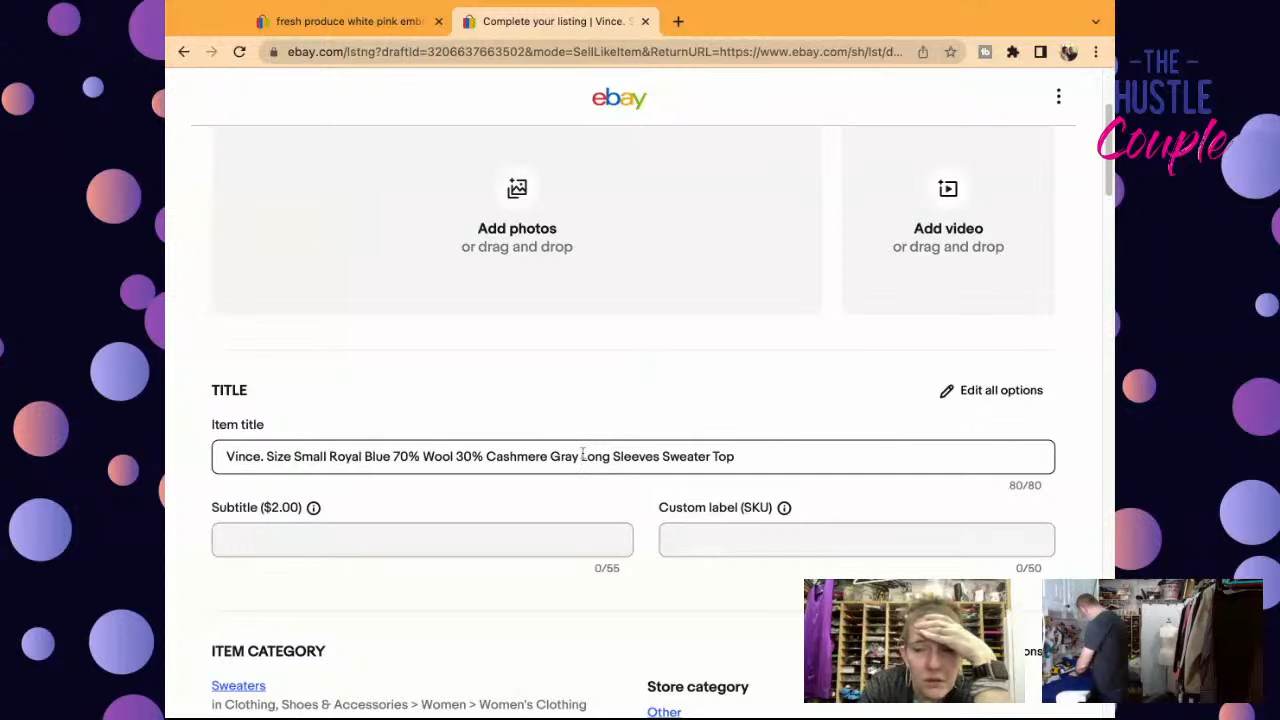 fresh produce white pink emb
Complete your listing | Vince. S
ebay.com/lstng?draftId=3206637663502&mode=SellLikeItem&ReturnURL=https://www.ebay.com/sh/lst/d...
-THE-
HUSTLE
Couple
ebay
Add photos
or drag and drop
Add video
or drag and drop
TITLE
Edit all options
Item title
Vince. Size Small Royal Blue 70% Wool 30% Cashmere Gray Long Sleeves Sweater Top
80/80
Subtitle ($2.00)
Custom label (SKU)
0/55
0/50
ITEM CATEGORY
ons
Sweaters
in Clothing, Shoes & Accessories > Women > Women's Clothing
Store category
Other